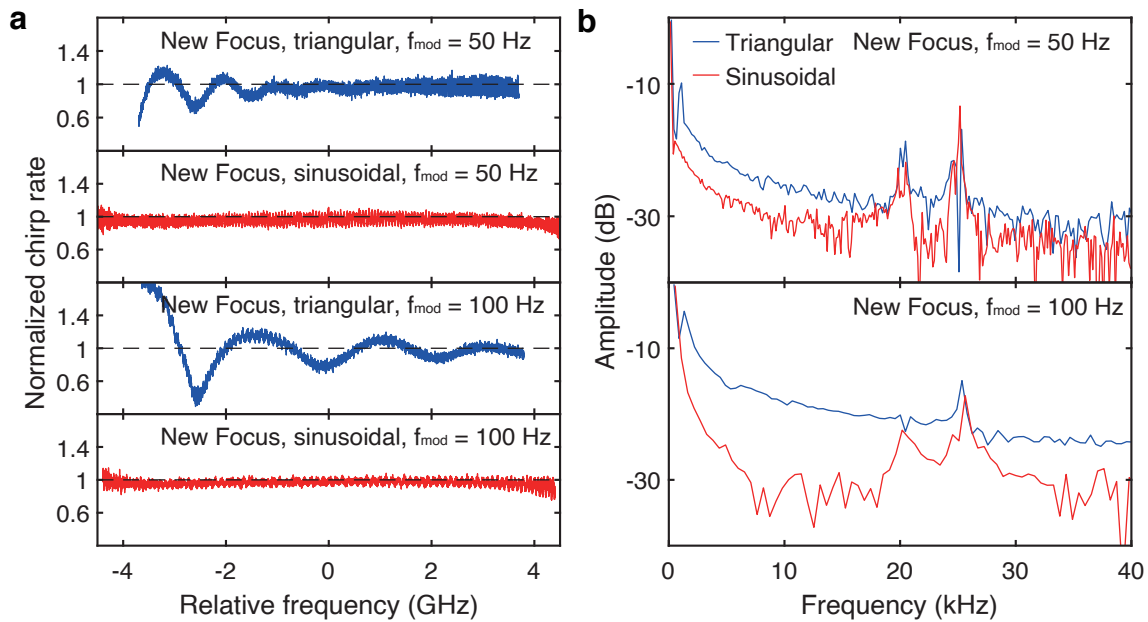 a
New Focus, triangular, fmod = 50 Hz
1.4
1
0.6
New Focus, sinusoidal, fmod = 50 Hz
1.4
1
0.6
New Focus, triangular, fmod = 100 Hz
1.4
1
0.6
New Focus, sinusoidal, fmod = 100 Hz
1.4
1
0.6
Normalized chirp rate
-4 -2 0 2 4
Relative frequency (GHz)
b
Triangular
Sinusoidal
New Focus, fmod = 50 Hz
-10
-30
New Focus, fmod = 100 Hz
-10
-30
Amplitude (dB)
0 10 20 30 40
Frequency (kHz)